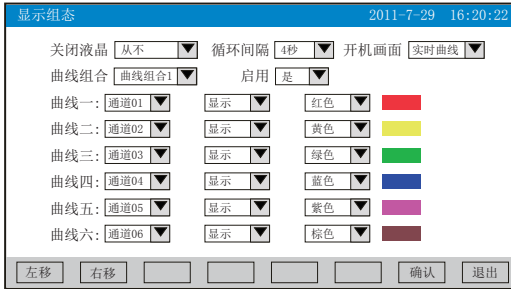 显示组态 2011-7-29 16:20:22
关闭液晶 从不 循环间隔 4秒 开机画面 实时曲线
曲线组合 曲线组合1 启用 是
曲线一: 通道01 显示 红色
曲线二: 通道02 显示 黄色
曲线三: 通道03 显示 绿色
曲线四: 通道04 显示 蓝色
曲线五: 通道05 显示 紫色
曲线六: 通道06 显示 棕色
左移 右移 确认 退出